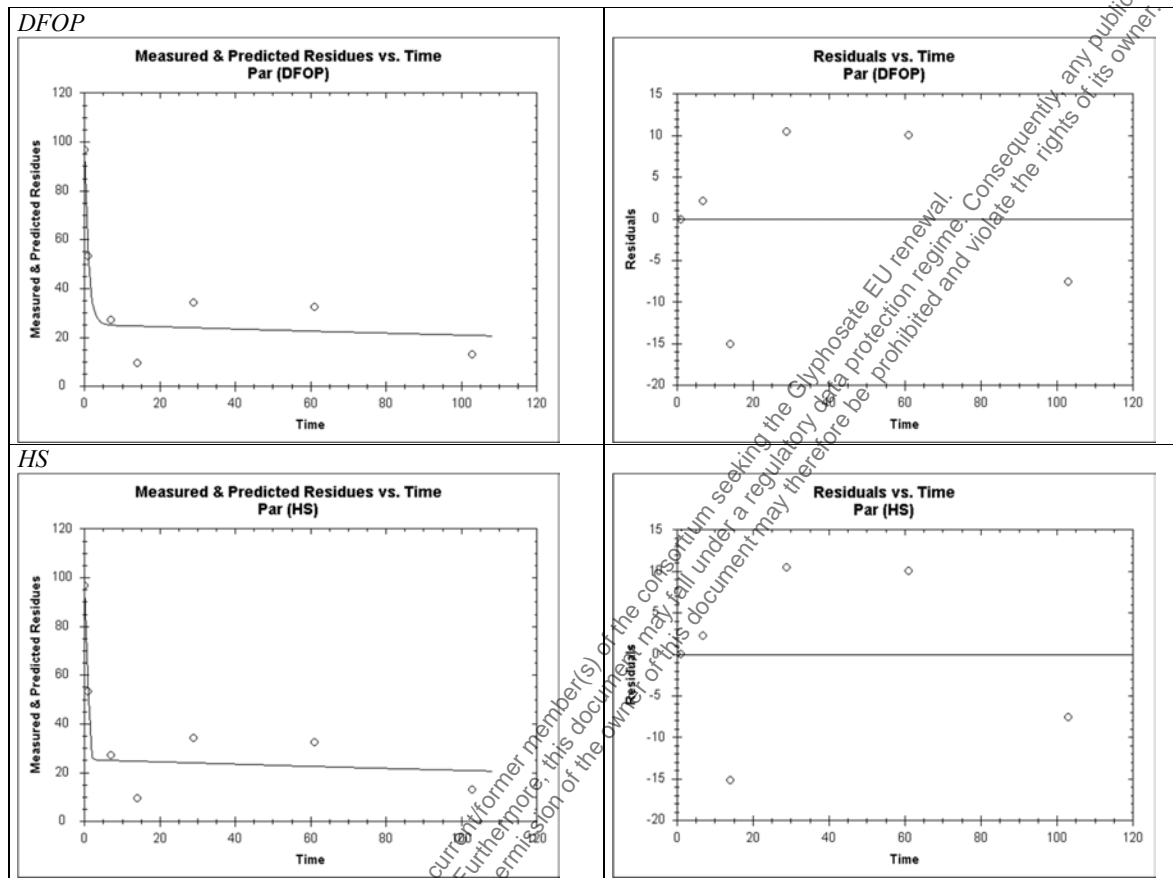 DFOP
Measured & Predicted Residues vs. Time
Par (DFOP)
Measured & Predicted Residues
120
100
80
60
40
20
0
0 20 40 60 80 100 120
Time
Residuals vs. Time
Par (DFOP)
Residuals
15
10
5
0
-5
-10
-15
-20
0 20 40 60 80 100 120
Time
HS
Measured & Predicted Residues vs. Time
Par (HS)
Measured & Predicted Residues
120
100
80
60
40
20
0
0 20 40 60 80 100 120
Time
Residuals vs. Time
Par (HS)
Residuals
15
10
5
0
-5
-10
-15
-20
0 20 40 60 80 100 120
Time
current/former member(s) of the consortium seeking the Glyphosate EU renewal.
Furthermore, this document may fall under a regulatory data protection regime. Consequently, any public
ermission of the owner of this document may therefore be prohibited and violate the rights of its owner.